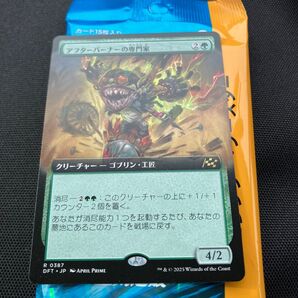 カード15枚入り
アフターバーナーの専門家
2
クリーチャー — ゴブリン・工匠
消尽 — 2：このクリーチャーの上に+1/+1
カウンター2個を置く。
あなたが消尽能力1つを起動するたび、あなたの
墓地にあるこのカードを戦場に戻す。
4/2
R 0387
DFT・JP APRIL PRIME
™ & © 2025 Wizards of the Coast